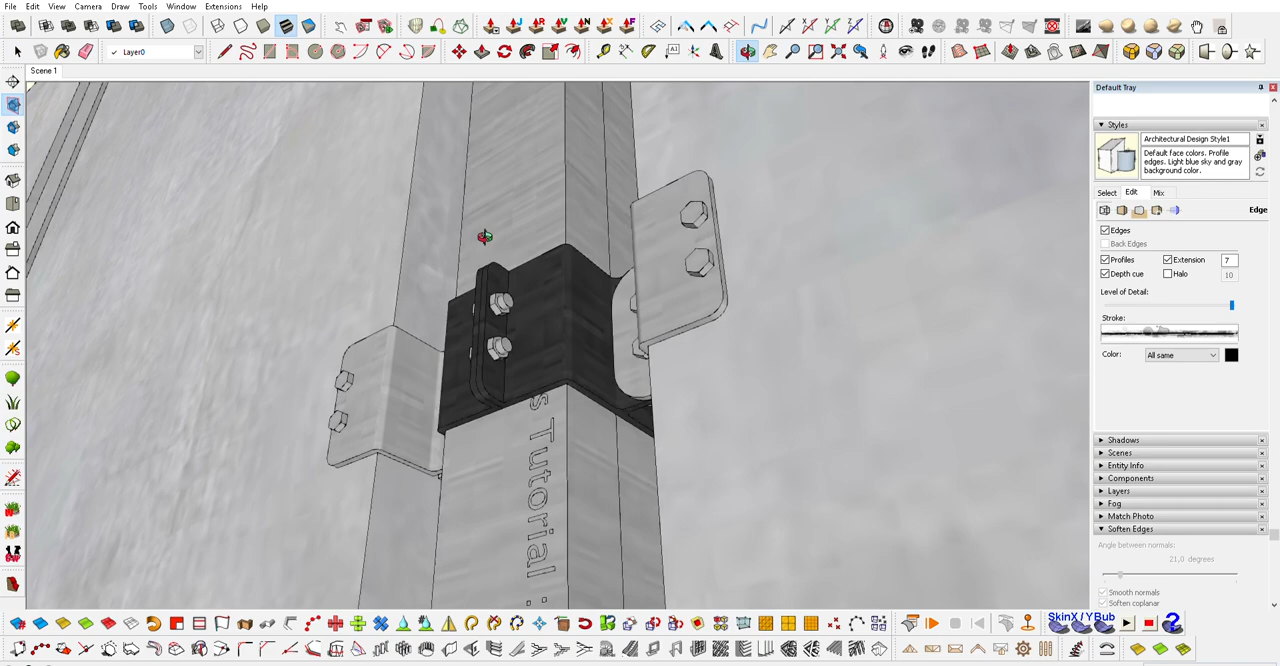 File Edit View Camera Draw Tools Window Extensions Help
Layer0
Scene 1
Default Tray
Styles
Architectural Design Style1
Default face colors. Profile
edges. Light blue sky and gray
background color.
Select Edit Mix
Edge
Edges
Back Edges
Profiles Extension 7
Depth cue Halo 10
Level of Detail:
Stroke:
Color: All same
Shadows
Scenes
Entity Info
Components
Layers
Fog
Match Photo
Soften Edges
Angle between normals:
21,0 degrees
Smooth normals
Soften coplanar
s Tutorial :
SkinX / YBub